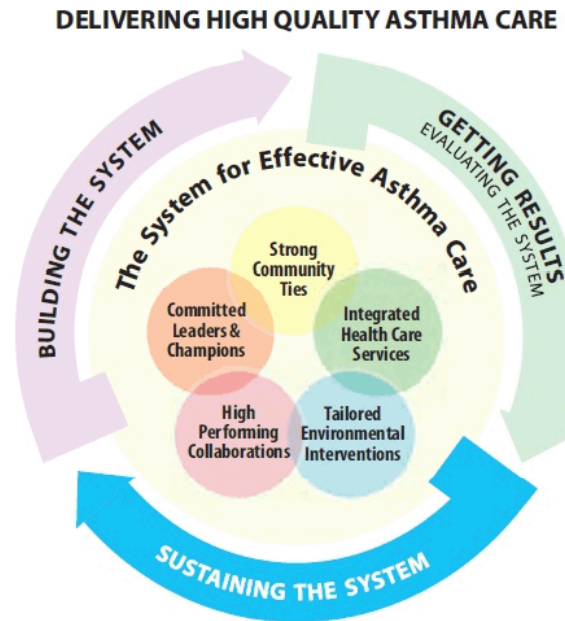 DELIVERING HIGH QUALITY ASTHMA CARE
BUILDING THE SYSTEM
GETTING RESULTS
EVALUATING THE SYSTEM
The System for Effective Asthma Care
Strong
Community
Ties
Committed
Leaders &
Champions
Integrated
Health Care
Services
High
Performing
Collaborations
Tailored
Environmental
Interventions
SUSTAINING THE SYSTEM